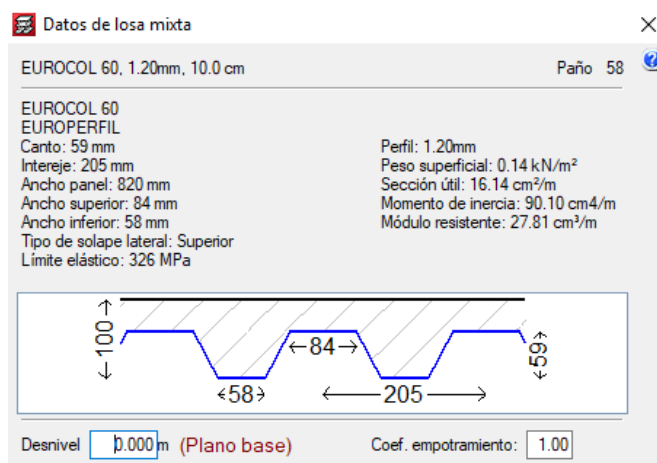 Datos de losa mixta
EUROCOL 60, 1.20mm, 10.0 cm Paño 58
EUROCOL 60
EUROPERFIL
Canto: 59 mm
Intereje: 205 mm
Ancho panel: 820 mm
Ancho superior: 84 mm
Ancho inferior: 58 mm
Tipo de solape lateral: Superior
Límite elástico: 326 MPa
Perfil: 1.20mm
Peso superficial: 0.14 kN/m²
Sección útil: 16.14 cm²/m
Momento de inercia: 90.10 cm4/m
Módulo resistente: 27.81 cm³/m
100
84
59
58
205
Desnivel 0.000 m (Plano base) Coef. empotramiento: 1.00